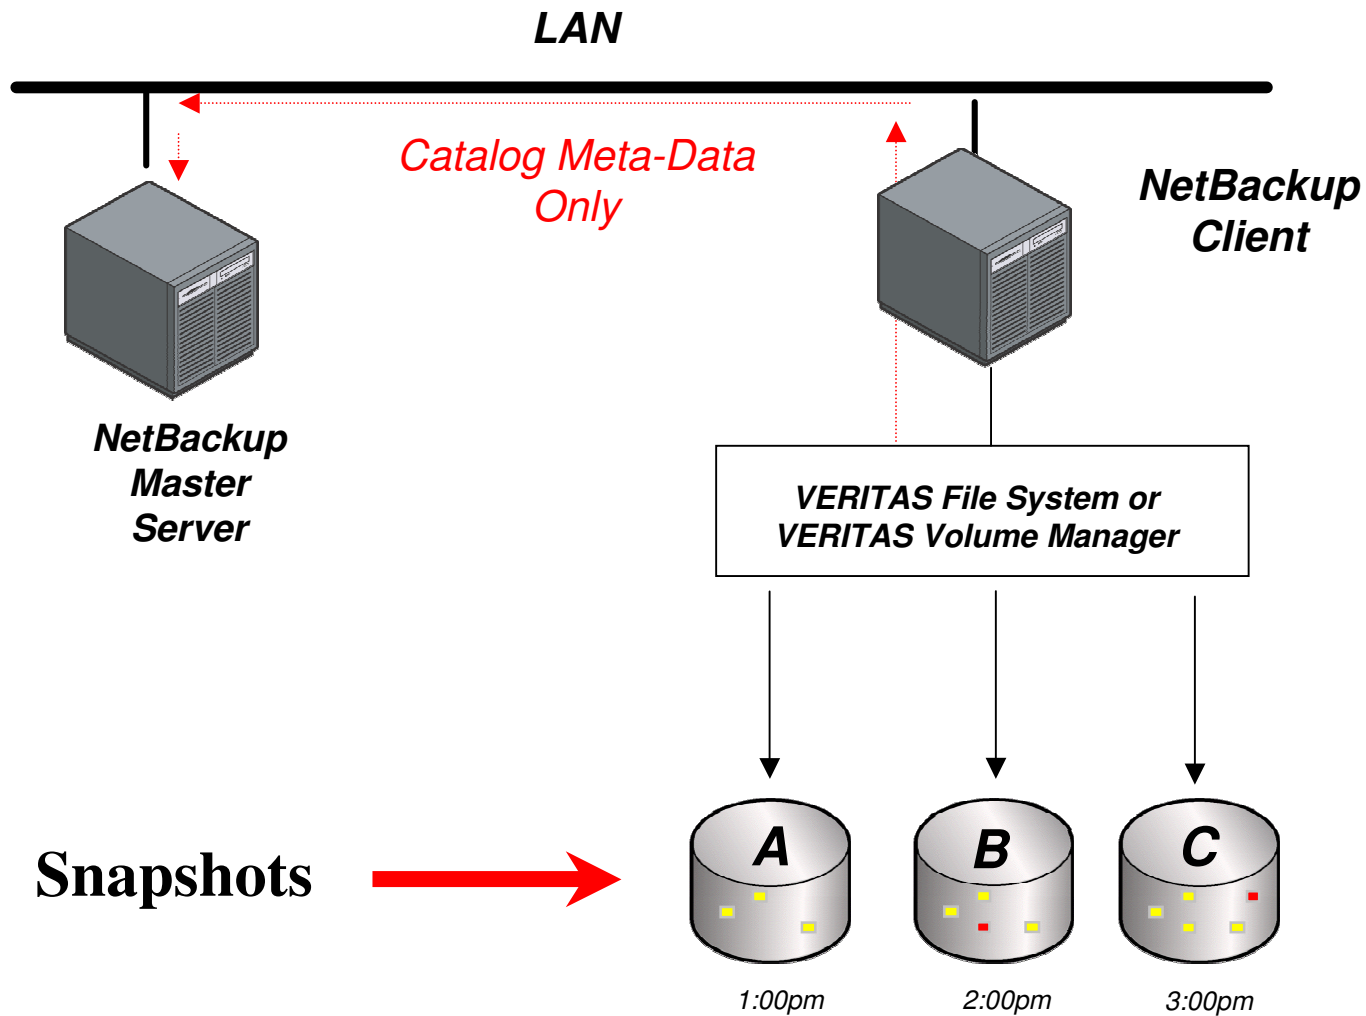 LAN
Catalog Meta-Data
Only
NetBackup
Client
NetBackup
Master
Server
VERITAS File System or
VERITAS Volume Manager
Snapshots
A
B
C
1:00pm
2:00pm
3:00pm